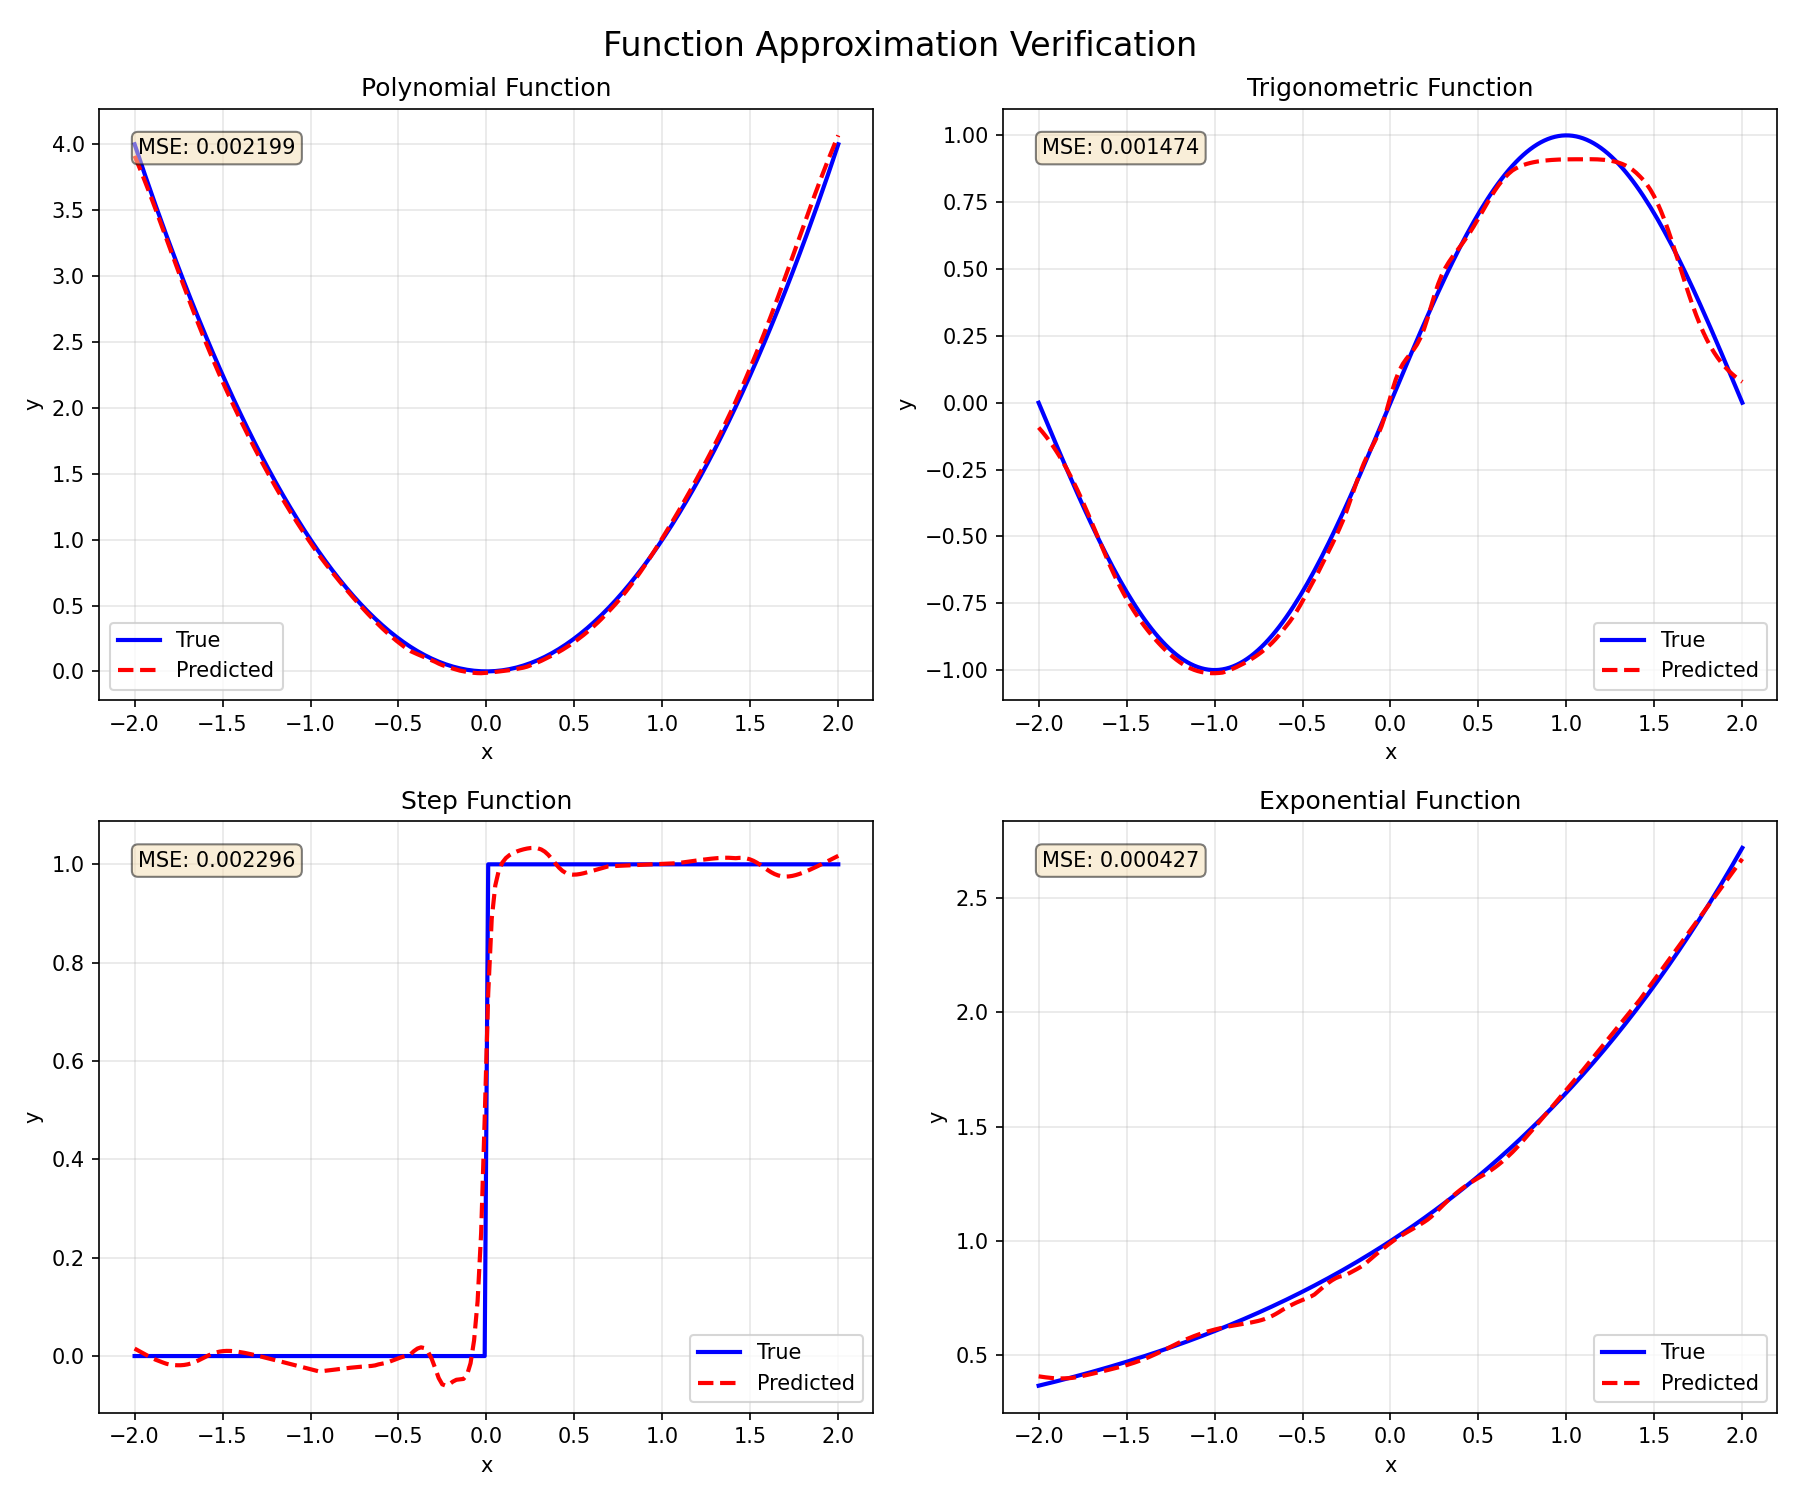 Function Approximation Verification
Polynomial Function
MSE: 0.002199
4.0
3.5
3.0
2.5
2.0
1.5
1.0
0.5
0.0
y
True
Predicted
−2.0 −1.5 −1.0 −0.5 0.0 0.5 1.0 1.5 2.0
x
Trigonometric Function
MSE: 0.001474
1.00
0.75
0.50
0.25
0.00
−0.25
−0.50
−0.75
−1.00
y
True
Predicted
−2.0 −1.5 −1.0 −0.5 0.0 0.5 1.0 1.5 2.0
x
Step Function
MSE: 0.002296
1.0
0.8
0.6
0.4
0.2
0.0
y
True
Predicted
−2.0 −1.5 −1.0 −0.5 0.0 0.5 1.0 1.5 2.0
x
Exponential Function
MSE: 0.000427
2.5
2.0
1.5
1.0
0.5
y
True
Predicted
−2.0 −1.5 −1.0 −0.5 0.0 0.5 1.0 1.5 2.0
x